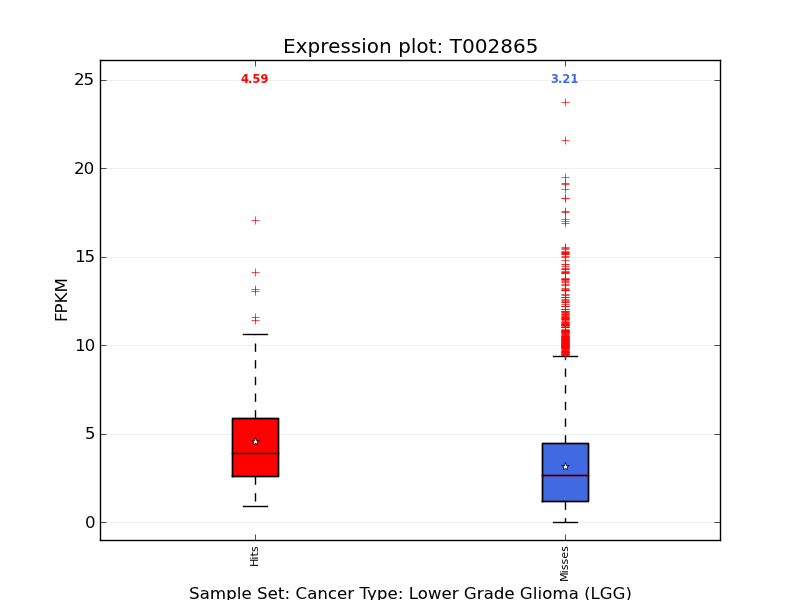 Expression plot: T002865
4.59
3.21
25
20
15
10
5
0
FPKM
Hits
Misses
Sample Set: Cancer Type: Lower Grade Glioma (LGG)